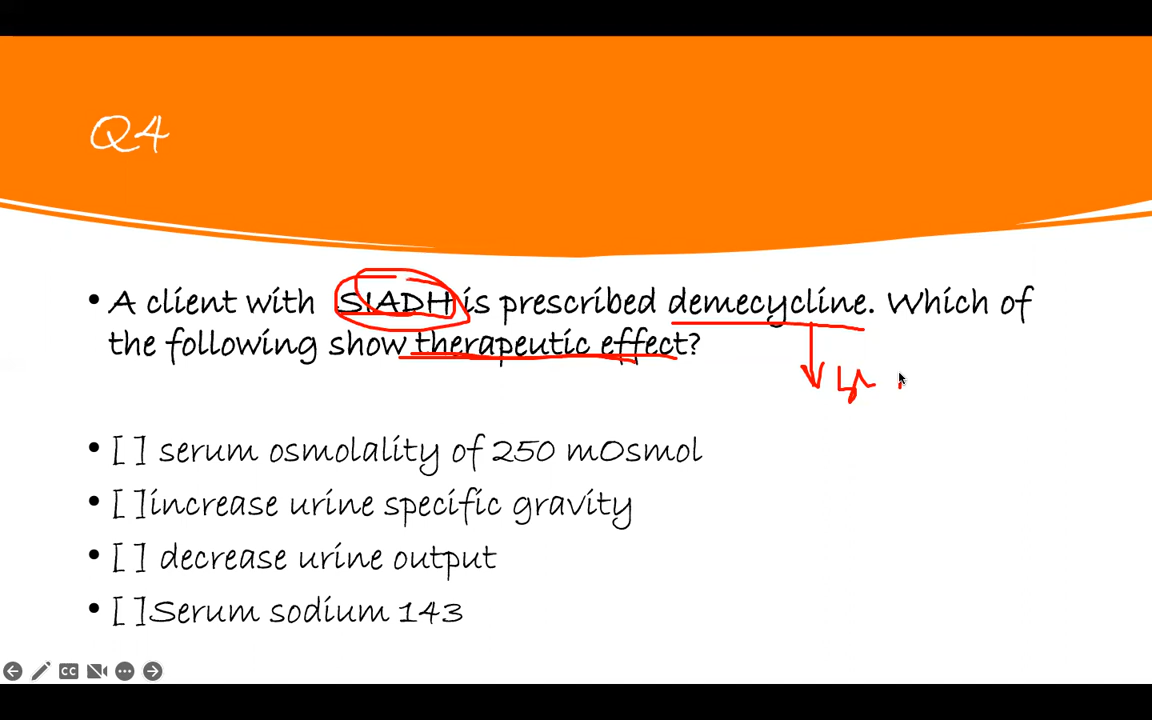 Q4
• A client with SIADH is prescribed demecycline. Which of
the following show therapeutic effect?
• [ ] serum osmolality of 250 mOsmol
• [ ]increase urine specific gravity
• [ ] decrease urine output
• [ ]Serum sodium 143
CC